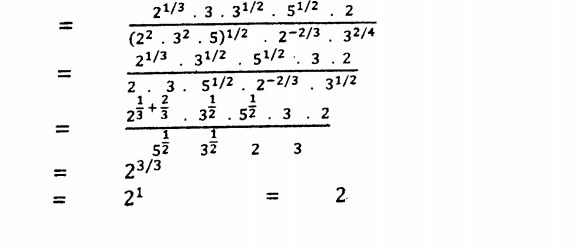 = 2^{1/3} . 3 . 3^{1/2} . 5^{1/2} . 2
(2^2 . 3^2 . 5)^{1/2} . 2^{-2/3} . 3^{2/4}
= 2^{1/3} . 3^{1/2} . 5^{1/2} . 3 . 2
2 . 3 . 5^{1/2} . 2^{-2/3} . 3^{1/2}
= 2^{1/3+2/3} . 3^{1/2} . 5^{1/2} . 3 . 2
5^{1/2} 3^{1/2} 2 3
= 2^{3/3}
= 2^1 = 2